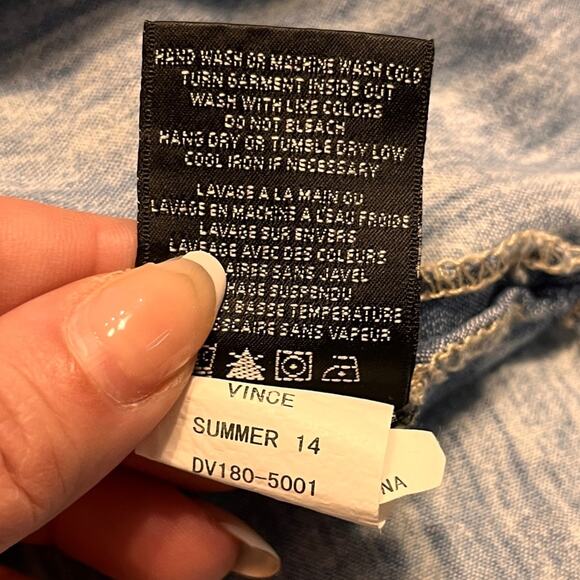 HAND WASH OR MACHINE WASH COLD
TURN GARMENT INSIDE OUT
WASH WITH LIKE COLORS
DO NOT BLEACH
HANG DRY OR TUMBLE DRY LOW
COOL IRON IF NECESSARY
LAVAGE A LA MAIN OU
LAVAGE EN MACHINE A L'EAU FROIDE
LAVAGE SUR ENVERS
LAVEAGE AVEC DES COULEURS
SANS JAVEL
SUSPENDU
BASSE TEMPERATURE
SANS VAPEUR
VINCE
SUMMER 14
DV180-5001
NA